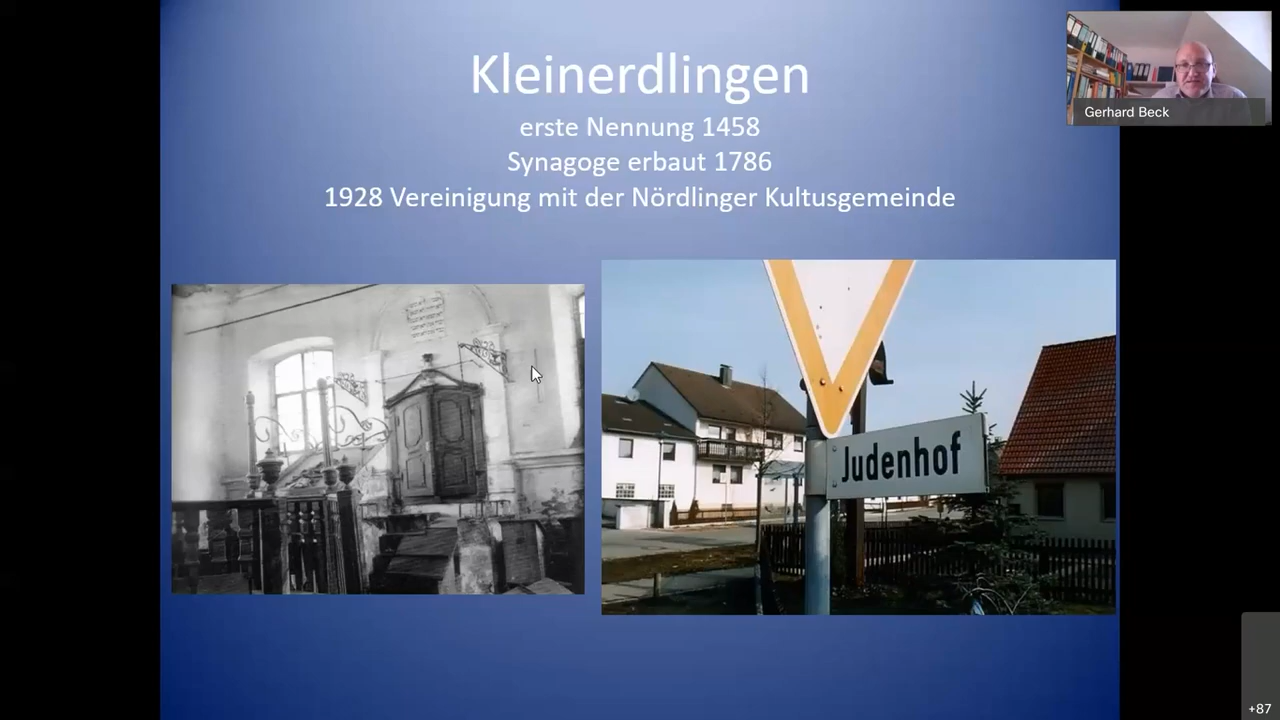 Kleinerdlingen
erste Nennung 1458
Synagoge erbaut 1786
1928 Vereinigung mit der Nördlinger Kultusgemeinde
Gerhard Beck
Judenhof
+87